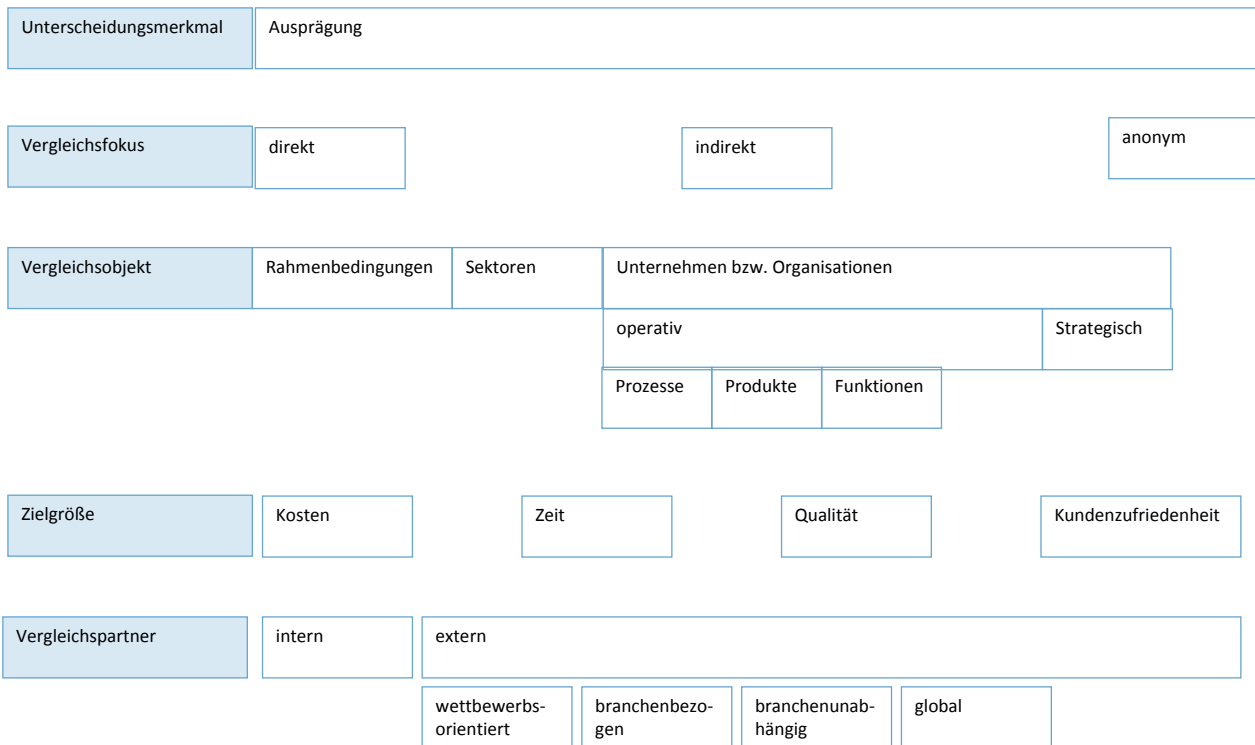 Unterscheidungsmerkmal Ausprägung
Vergleichsfokus direkt indirekt anonym
Vergleichsobjekt Rahmenbedingungen Sektoren Unternehmen bzw. Organisationen
operativ Strategisch
Prozesse Produkte Funktionen
Zielgröße Kosten Zeit Qualität Kundenzufriedenheit
Vergleichspartner intern extern
wettbewerbs- branchenbezo- branchenunab- global
orientiert gen hängig